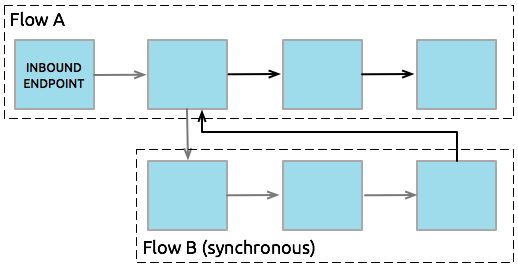 Flow A
INBOUND
ENDPOINT
Flow B (synchronous)